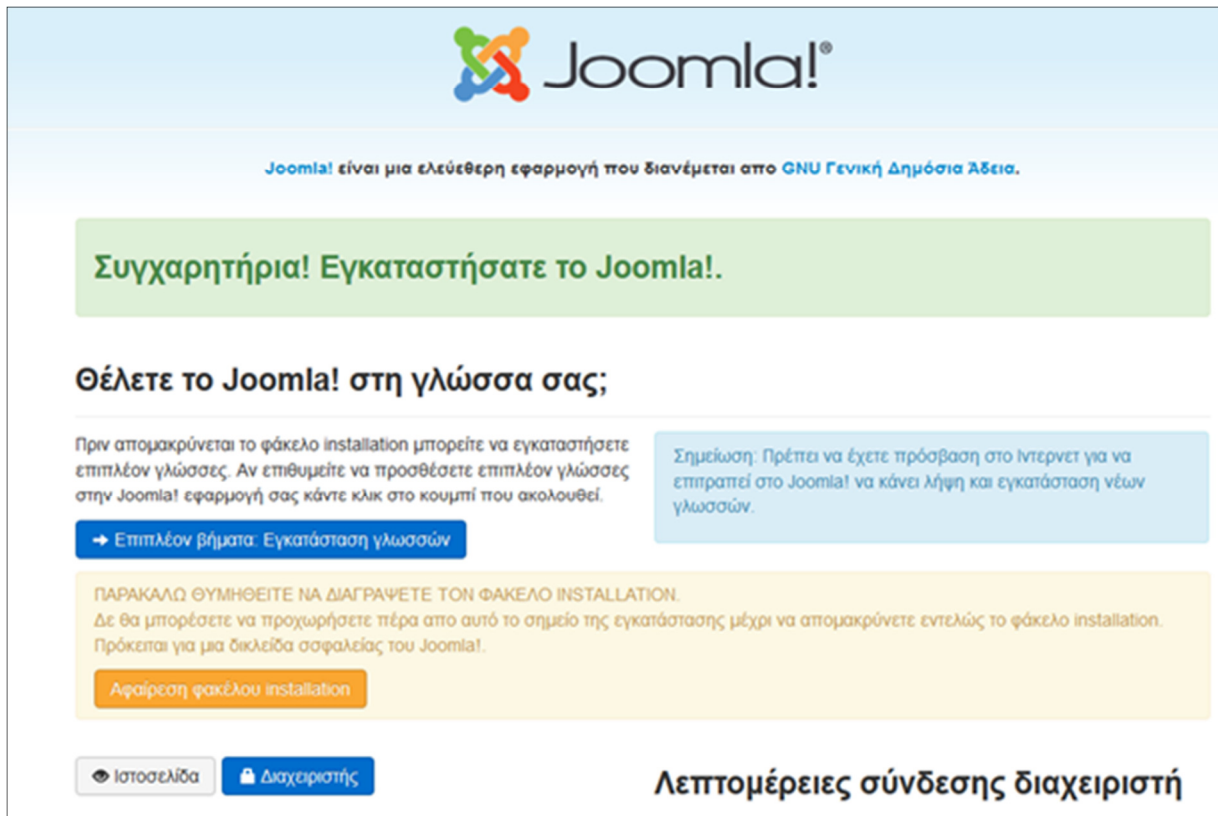 Joomla!®
Joomla! είναι μια ελεύεθερη εφαρμογή που διανέμεται απο GNU Γενική Δημόσια Άδεια.
Συγχαρητήρια! Εγκαταστήσατε το Joomla!.
Θέλετε το Joomla! στη γλώσσα σας;
Πριν απομακρύνεται το φάκελο installation μπορείτε να εγκαταστήσετε
επιπλέον γλώσσες. Αν επιθυμείτε να προσθέσετε επιπλέον γλώσσες
στην Joomla! εφαρμογή σας κάντε κλικ στο κουμπί που ακολουθεί.
Επιπλέον βήματα: Εγκατάσταση γλωσσών
Σημείωση: Πρέπει να έχετε πρόσβαση στο Ιντερνετ για να
επιτραπεί στο Joomla! να κάνει λήψη και εγκατάσταση νέων
γλωσσών.
ΠΑΡΑΚΑΛΩ ΘΥΜΗΘΕΙΤΕ ΝΑ ΔΙΑΓΡΑΨΕΤΕ ΤΟΝ ΦΑΚΕΛΟ INSTALLATION.
Δε θα μπορέσετε να προχωρήσετε πέρα απο αυτό το σημείο της εγκατάστασης μέχρι να απομακρύνετε εντελώς το φάκελο installation.
Πρόκειται για μια δικλείδα ασφαλείας του Joomla!.
Αφαίρεση φακέλου installation
Ιστοσελίδα
Διαχειριστής
Λεπτομέρειες σύνδεσης διαχειριστή